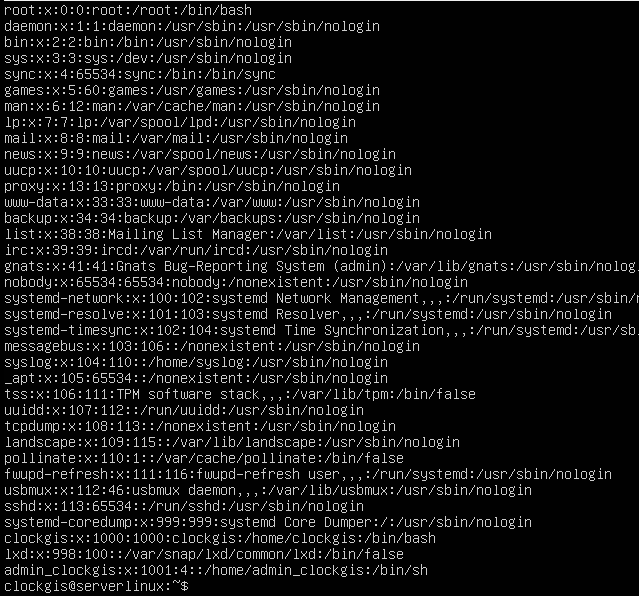 root:x:0:0:root:/root:/bin/bash
daemon:x:1:1:daemon:/usr/sbin:/usr/sbin/nologin
bin:x:2:2:bin:/bin:/usr/sbin/nologin
sys:x:3:3:sys:/dev:/usr/sbin/nologin
sync:x:4:65534:sync:/bin:/bin/sync
games:x:5:60:games:/usr/games:/usr/sbin/nologin
man:x:6:12:man:/var/cache/man:/usr/sbin/nologin
lp:x:7:7:lp:/var/spool/lpd:/usr/sbin/nologin
mail:x:8:8:mail:/var/mail:/usr/sbin/nologin
news:x:9:9:news:/var/spool/news:/usr/sbin/nologin
uucp:x:10:10:uucp:/var/spool/uucp:/usr/sbin/nologin
proxy:x:13:13:proxy:/bin:/usr/sbin/nologin
www-data:x:33:33:www-data:/var/www:/usr/sbin/nologin
backup:x:34:34:backup:/var/backups:/usr/sbin/nologin
list:x:38:38:Mailing List Manager:/var/list:/usr/sbin/nologin
irc:x:39:39:ircd:/var/run/ircd:/usr/sbin/nologin
gnats:x:41:41:Gnats Bug-Reporting System (admin):/var/lib/gnats:/usr/sbin/nolog
nobody:x:65534:65534:nobody:/nonexistent:/usr/sbin/nologin
systemd-network:x:100:102:systemd Network Management,,,:/run/systemd:/usr/sbin/
systemd-resolve:x:101:103:systemd Resolver,,,:/run/systemd:/usr/sbin/nologin
systemd-timesync:x:102:104:systemd Time Synchronization,,,:/run/systemd:/usr/sb
messagebus:x:103:106::/nonexistent:/usr/sbin/nologin
syslog:x:104:110::/home/syslog:/usr/sbin/nologin
_apt:x:105:65534::/nonexistent:/usr/sbin/nologin
tss:x:106:111:TPM software stack,,,:/var/lib/tpm:/bin/false
uuidd:x:107:112::/run/uuidd:/usr/sbin/nologin
tcpdump:x:108:113::/nonexistent:/usr/sbin/nologin
landscape:x:109:115::/var/lib/landscape:/usr/sbin/nologin
pollinate:x:110:1::/var/cache/pollinate:/bin/false
fwupd-refresh:x:111:116:fwupd-refresh user,,,:/run/systemd:/usr/sbin/nologin
usbmux:x:112:46:usbmux daemon,,,:/var/lib/usbmux:/usr/sbin/nologin
sshd:x:113:65534::/run/sshd:/usr/sbin/nologin
systemd-coredump:x:999:999:systemd Core Dumper:/:/usr/sbin/nologin
clockgis:x:1000:1000:clockgis:/home/clockgis:/bin/bash
lxd:x:998:100::/var/snap/lxd/common/lxd:/bin/false
admin_clockgis:x:1001:4::/home/admin_clockgis:/bin/sh
clockgis@serverlinux:~$